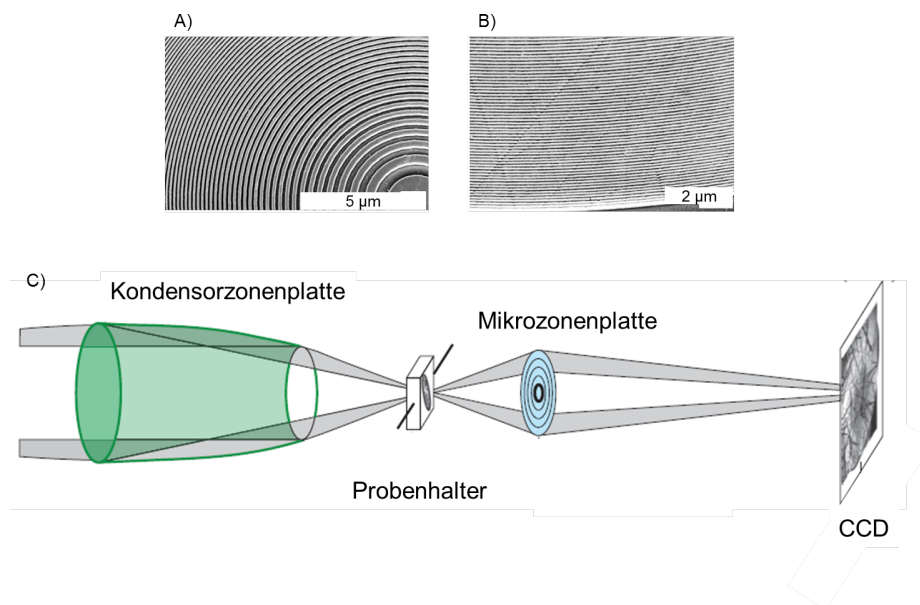 A)
B)
5 µm
2 µm
C)
Kondensorzonenplatte
Mikrozonenplatte
Probenhalter
CCD